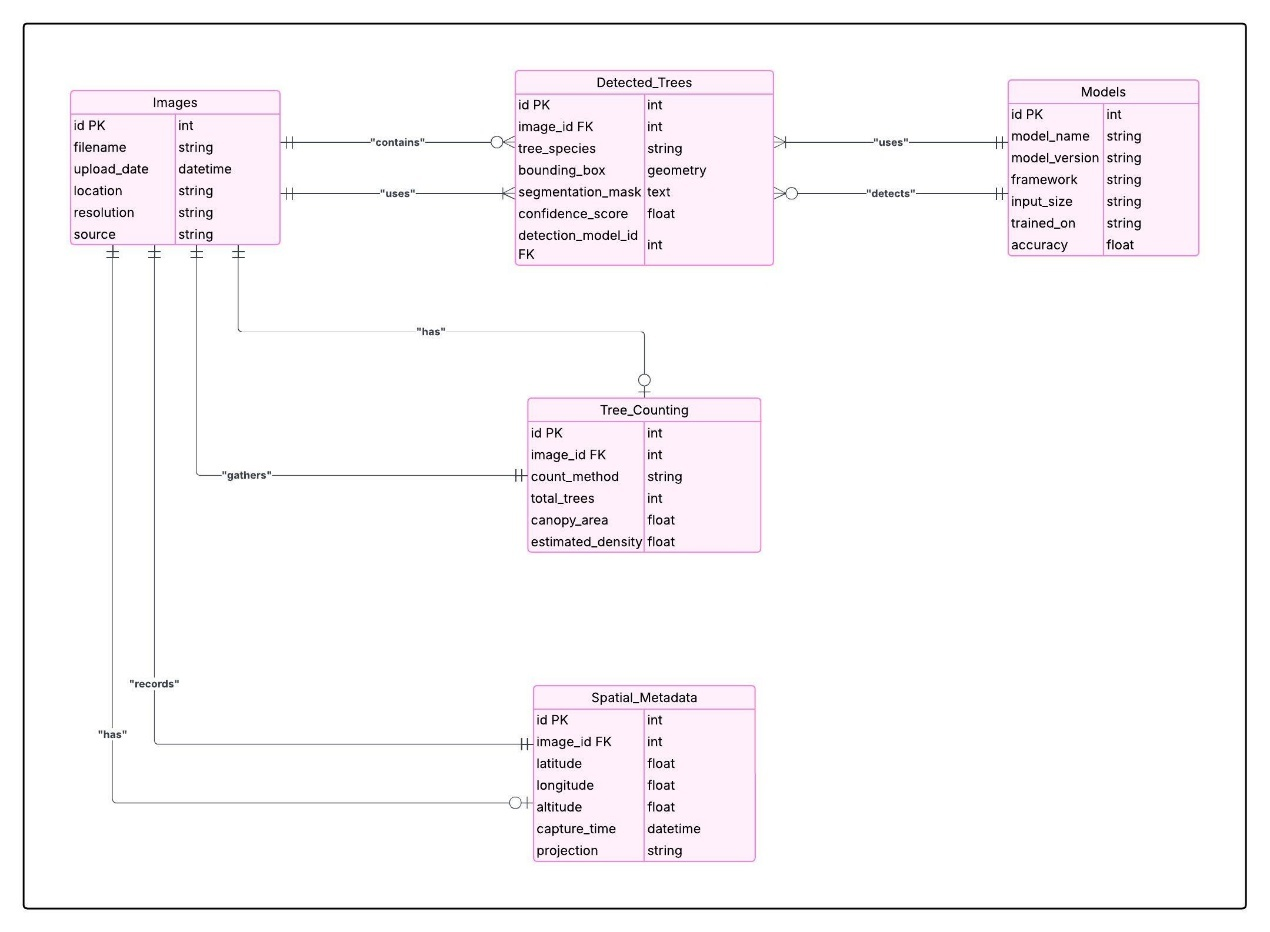 Images
id PK int
filename string
upload_date datetime
location string
resolution string
source string
"contains"
"uses"
Detected_Trees
id PK int
image_id FK int
tree_species string
bounding_box geometry
segmentation_mask text
confidence_score float
detection_model_id
FK int
"uses"
"detects"
Models
id PK int
model_name string
model_version string
framework string
input_size string
trained_on string
accuracy float
"has"
Tree_Counting
id PK int
image_id FK int
count_method string
total_trees int
canopy_area float
estimated_density float
"gathers"
"records"
"has"
Spatial_Metadata
id PK int
image_id FK int
latitude float
longitude float
altitude float
capture_time datetime
projection string